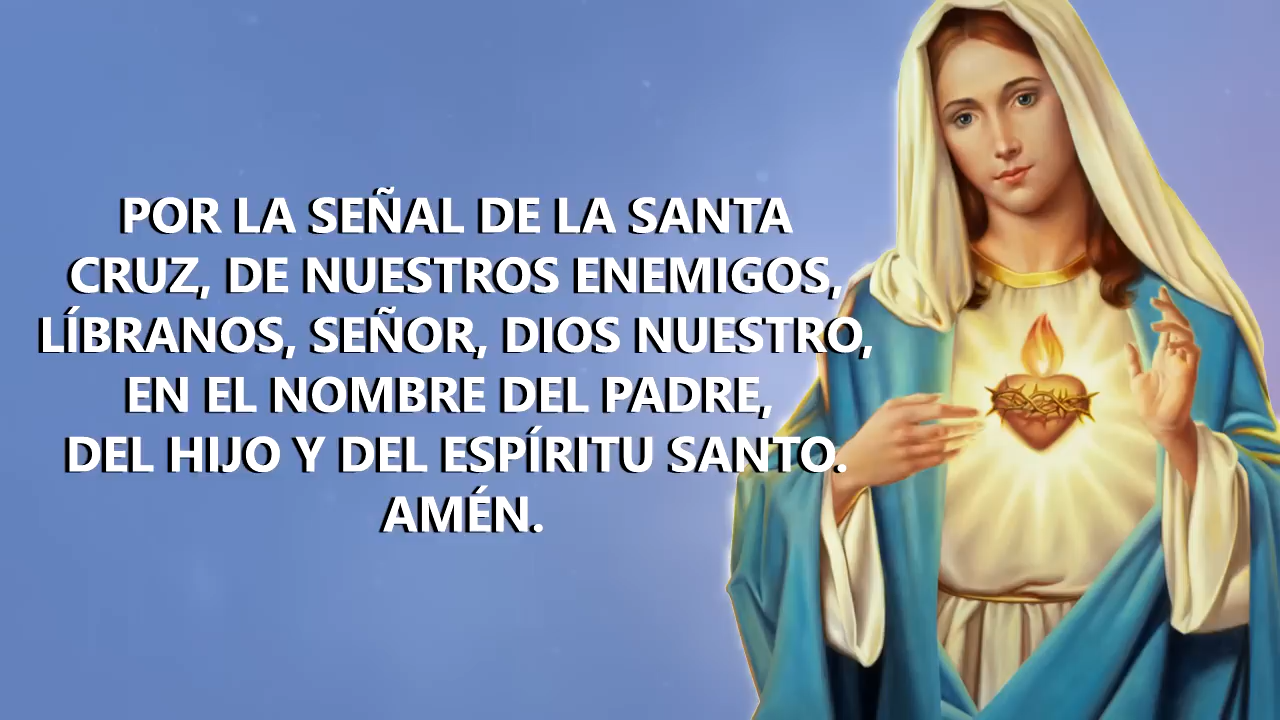 POR LA SEÑAL DE LA SANTA
CRUZ, DE NUESTROS ENEMIGOS,
LÍBRANOS, SEÑOR, DIOS NUESTRO,
EN EL NOMBRE DEL PADRE,
DEL HIJO Y DEL ESPÍRITU SANTO.
AMÉN.